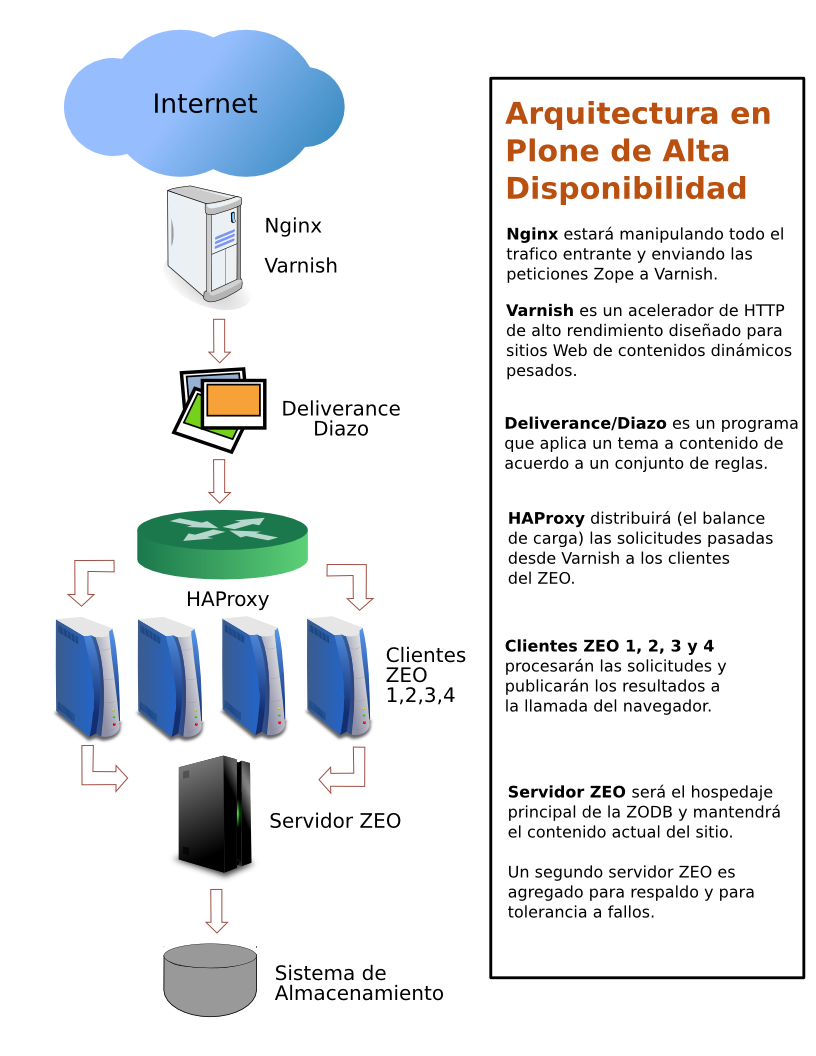 Internet
Nginx
Varnish
Deliverance
Diazo
HAProxy
Clientes
ZEO
1,2,3,4
Servidor ZEO
Sistema de
Almacenamiento
Arquitectura en
Plone de Alta
Disponibilidad
Nginx estará manipulando todo el
trafico entrante y enviando las
peticiones Zope a Varnish.
Varnish es un acelerador de HTTP
de alto rendimiento diseñado para
sitios Web de contenidos dinámicos
pesados.
Deliverance/Diazo es un programa
que aplica un tema a contenido de
acuerdo a un conjunto de reglas.
HAProxy distribuirá (el balance
de carga) las solicitudes pasadas
desde Varnish a los clientes
del ZEO.
Clientes ZEO 1, 2, 3 y 4
procesarán las solicitudes y
publicarán los resultados a
la llamada del navegador.
Servidor ZEO será el hospedaje
principal de la ZODB y mantendrá
el contenido actual del sitio.
Un segundo servidor ZEO es
agregado para respaldo y para
tolerancia a fallos.